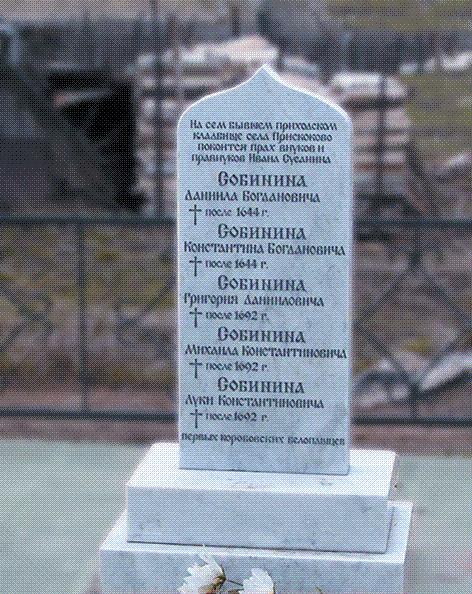 На сем бывшем приходском
кладбище села Прискоково
покоится прах внуков и
правнуков Ивана Сусанина
Собинина
Даниила Богдановича
† после 1644 г.
Собинина
Константина Богдановича
† после 1644 г.
Собинина
Григория Данииловича
† после 1692 г.
Собинина
Михаила Константиновича
† после 1692 г.
Собинина
Луки Константиновича
† после 1692 г.
первых коробовских белопашцев